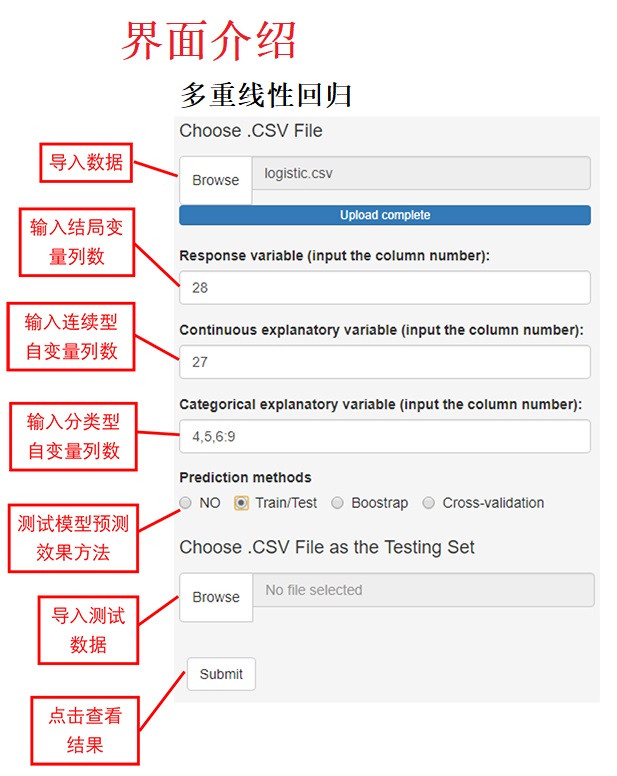 界面介绍
多重线性回归
Choose .CSV File
导入数据
Browse
logistic.csv
Upload complete
输入结局变
量列数
Response variable (input the column number):
28
输入连续型
自变量列数
Continuous explanatory variable (input the column number):
27
输入分类型
自变量列数
Categorical explanatory variable (input the column number):
4,5,6:9
Prediction methods
NO Train/Test Boostrap Cross-validation
测试模型预测
效果方法
Choose .CSV File as the Testing Set
Browse
No file selected
导入测试
数据
Submit
点击查看
结果